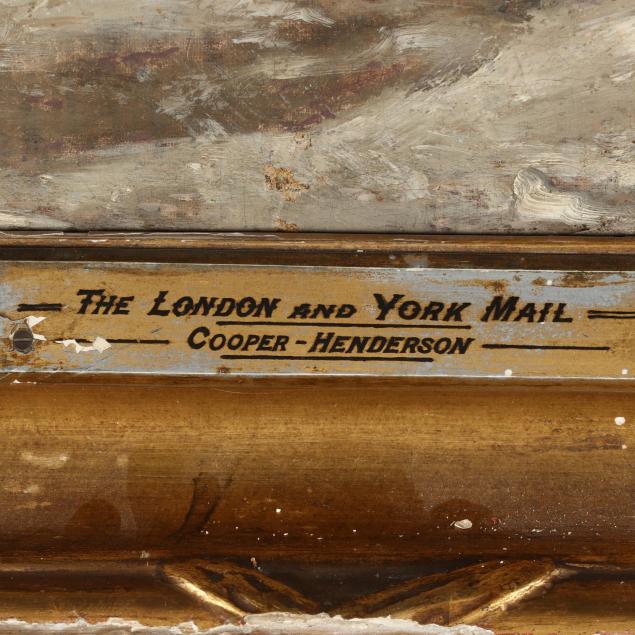 The London and York Mail
Cooper-Henderson